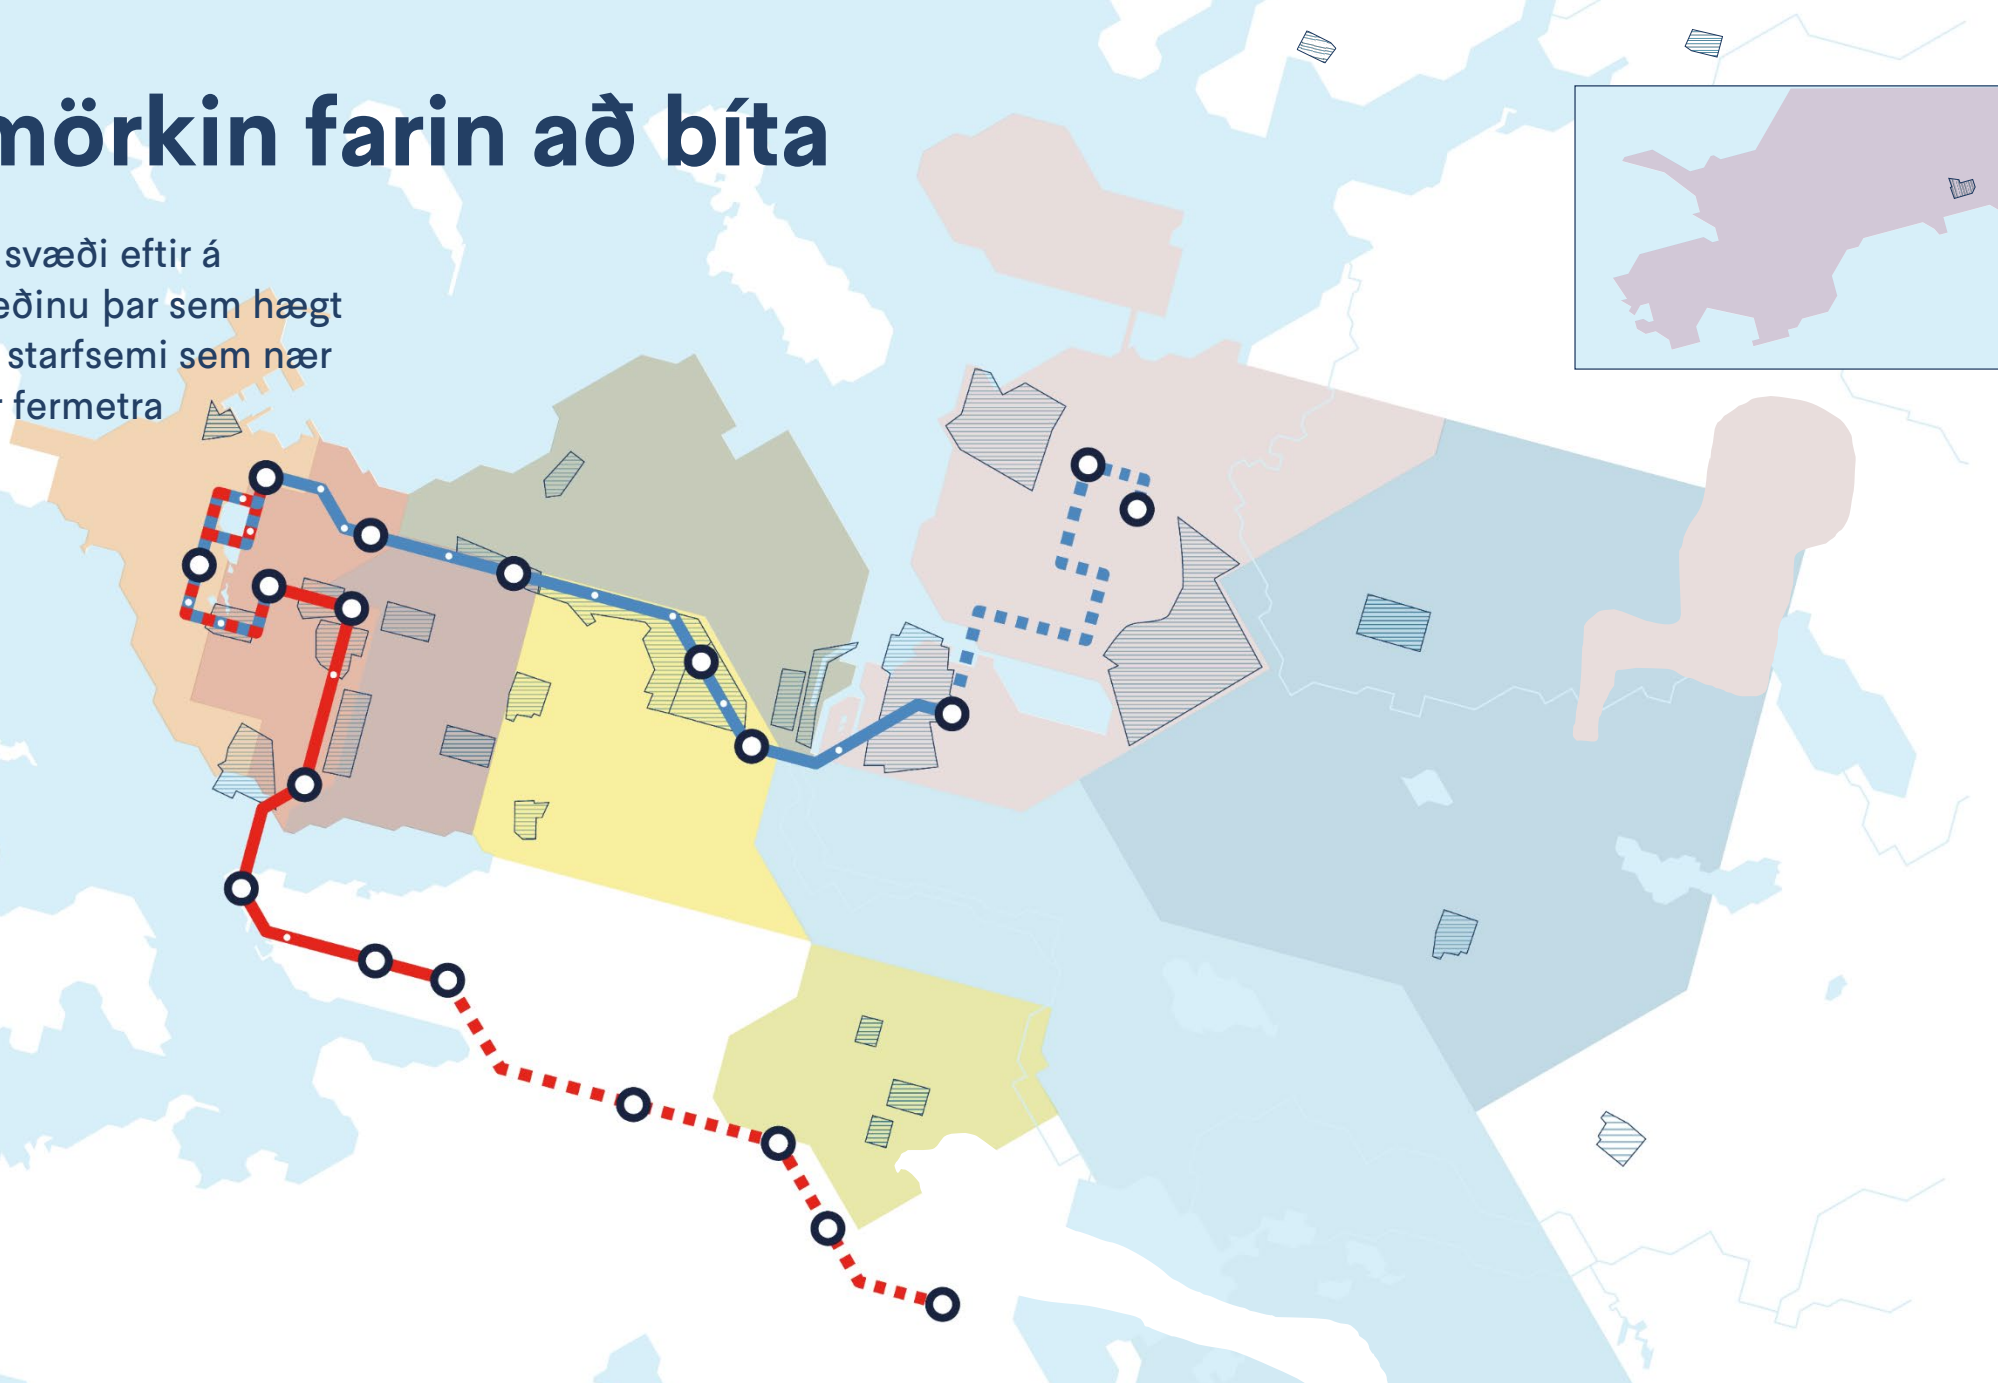 mörkin farin að bíta
svæði eftir á
eðinu þar sem hægt
starfsemi sem nær
fermetra